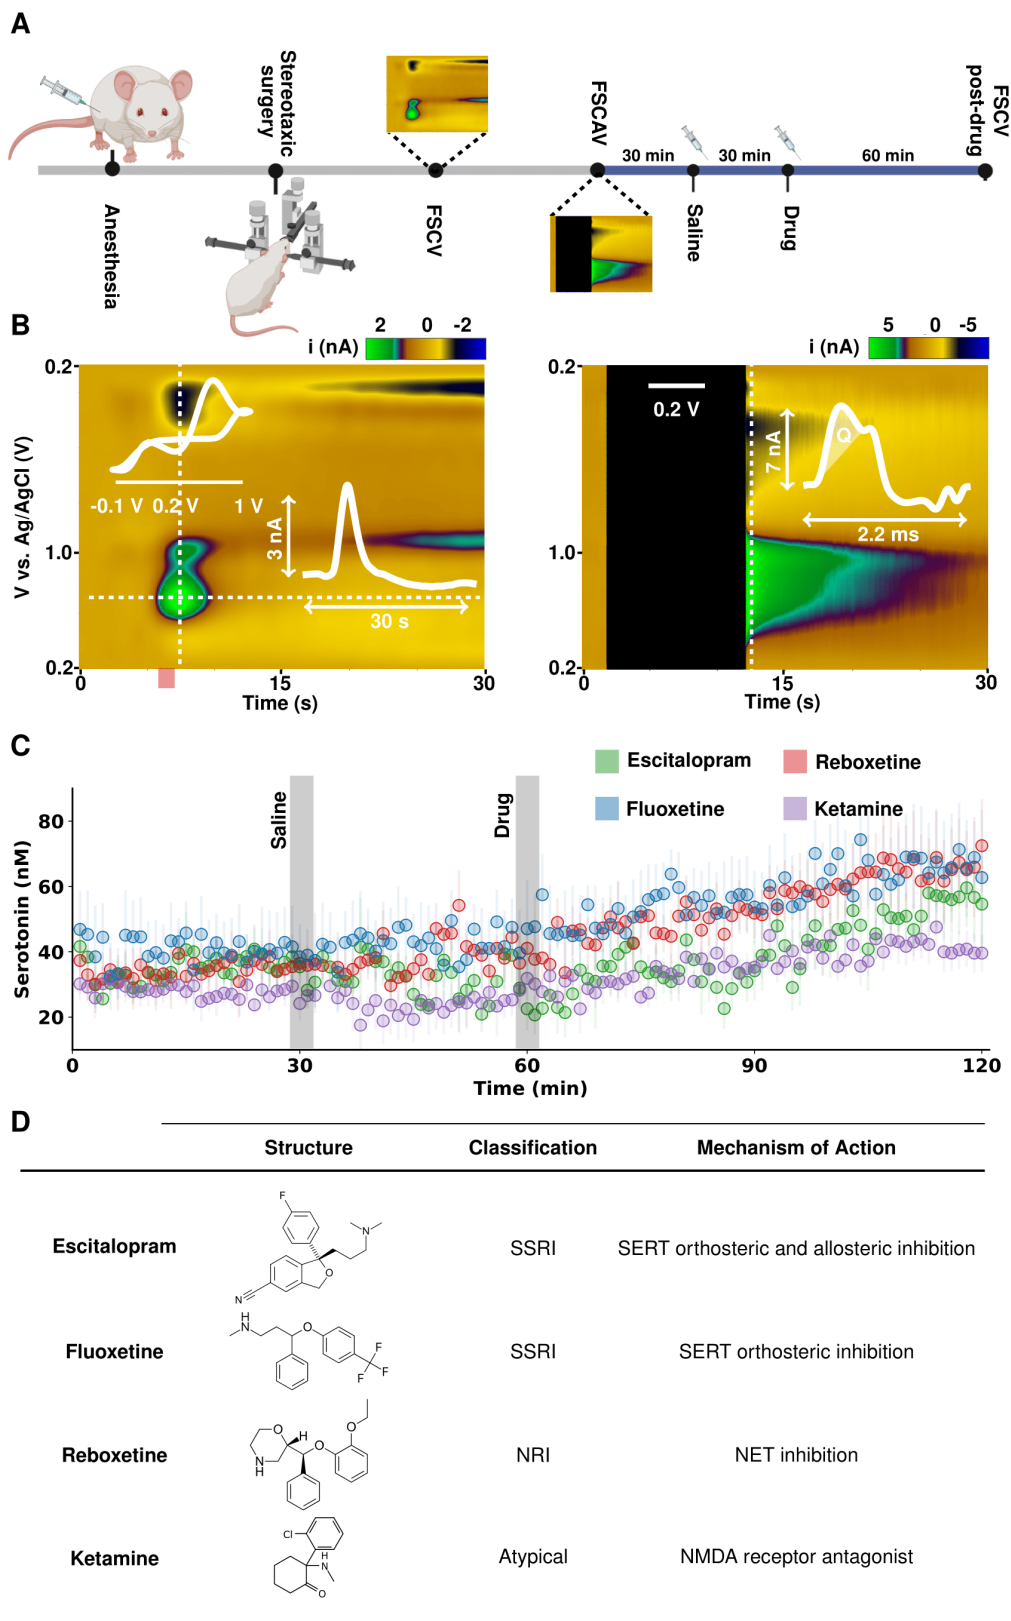 A
Anesthesia
Stereotaxic
surgery
FSCV
FSCAV
30 min
30 min
60 min
Saline
Drug
FSCV
post-drug
B
i (nA)
2 0 -2
i (nA)
5 0 -5
V vs. Ag/AgCl (V)
0.2
1.0
0.2
-0.1 V 0.2 V 1 V
3 nA
30 s
0 15 30
Time (s)
0.2
1.0
0.2
0.2 V
7 nA
Q
2.2 ms
0 15 30
Time (s)
C
Escitalopram
Reboxetine
Fluoxetine
Ketamine
Saline
Drug
Serotonin (nM)
80
60
40
20
0 30 60 90 120
Time (min)
D
Structure Classification Mechanism of Action
Escitalopram
F
N
O
N
SSRI
SERT orthosteric and allosteric inhibition
Fluoxetine
H
N
O
F
F
F
SSRI
SERT orthosteric inhibition
Reboxetine
O
H
O
O
N
H
NRI
NET inhibition
Ketamine
Cl
H
N
O
Atypical
NMDA receptor antagonist